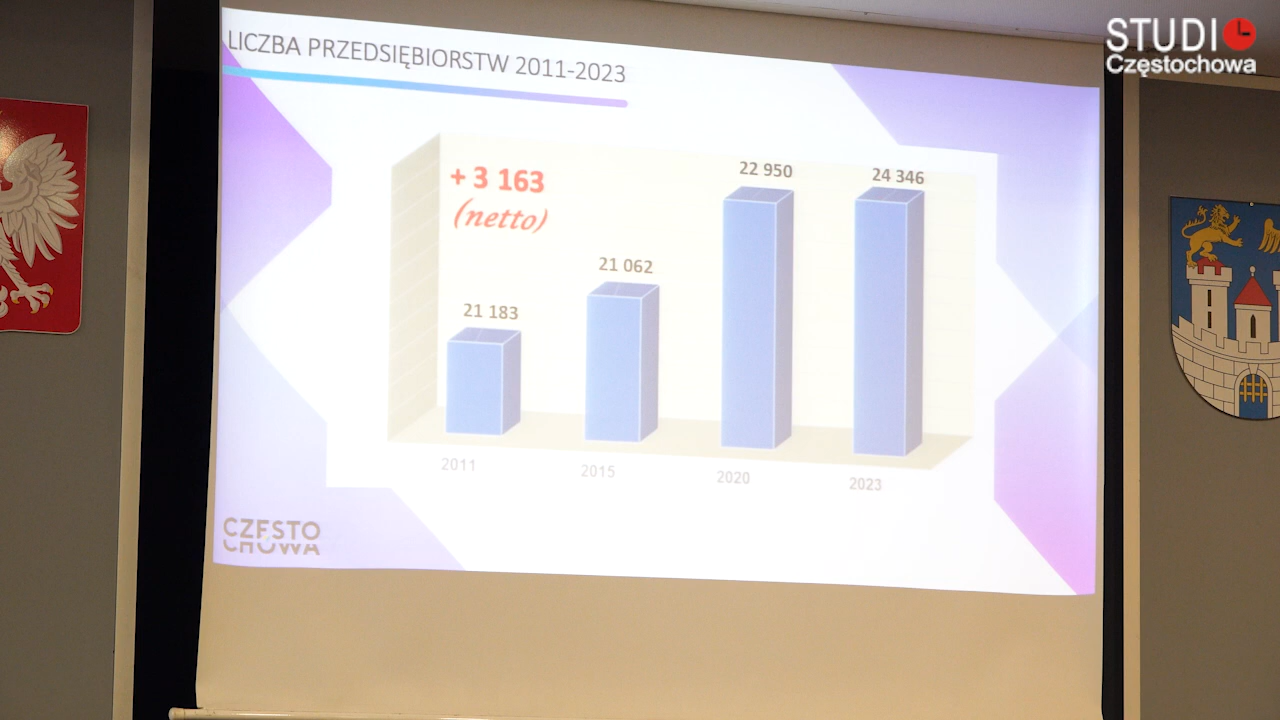 STUDIO
Częstochowa
LICZBA PRZEDSIĘBIORSTW 2011-2023
+ 3 163
(netto)
21 183
21 062
22 950
24 346
2011
2015
2020
2023
CZĘSTO
CHOWA